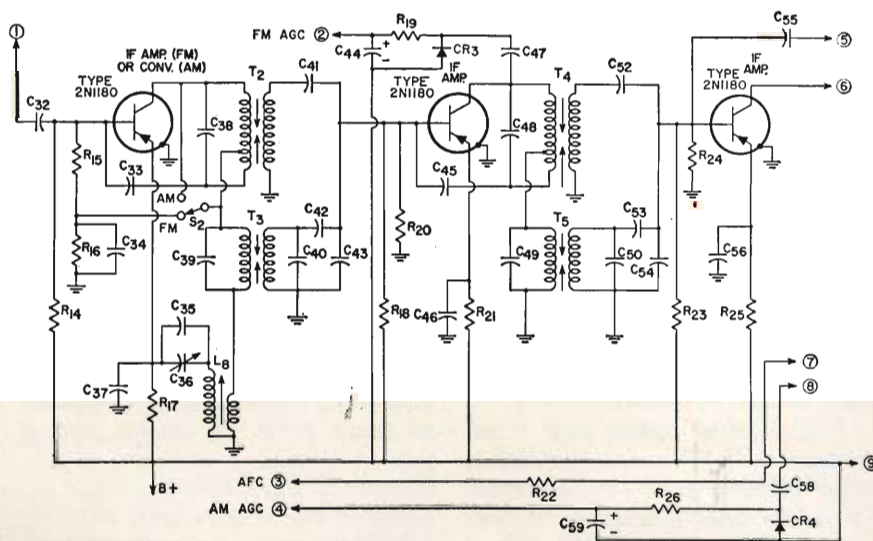 ①
IF AMP. (FM)
OR CONV. (AM)
TYPE
2N1180
C32
R15
C33
R16
C34
R14
C35
C36
C37
L8
R17
B+
AM
FM
S2
C38
T2
C41
T3
C39
C40
C42
C43
FM AGC ②
R19
C44
+
-
CR3
C47
TYPE
2N1180
IF
AMP.
C45
C48
R20
R18
C46
R21
T4
C52
T5
C49
C50
C53
C54
C55
⑤
⑥
IF
AMP.
TYPE
2N1180
R24
C56
R23
R25
⑦
⑧
⑨
AFC ③
R22
AM AGC ④
R26
C58
C59
+
-
CR4